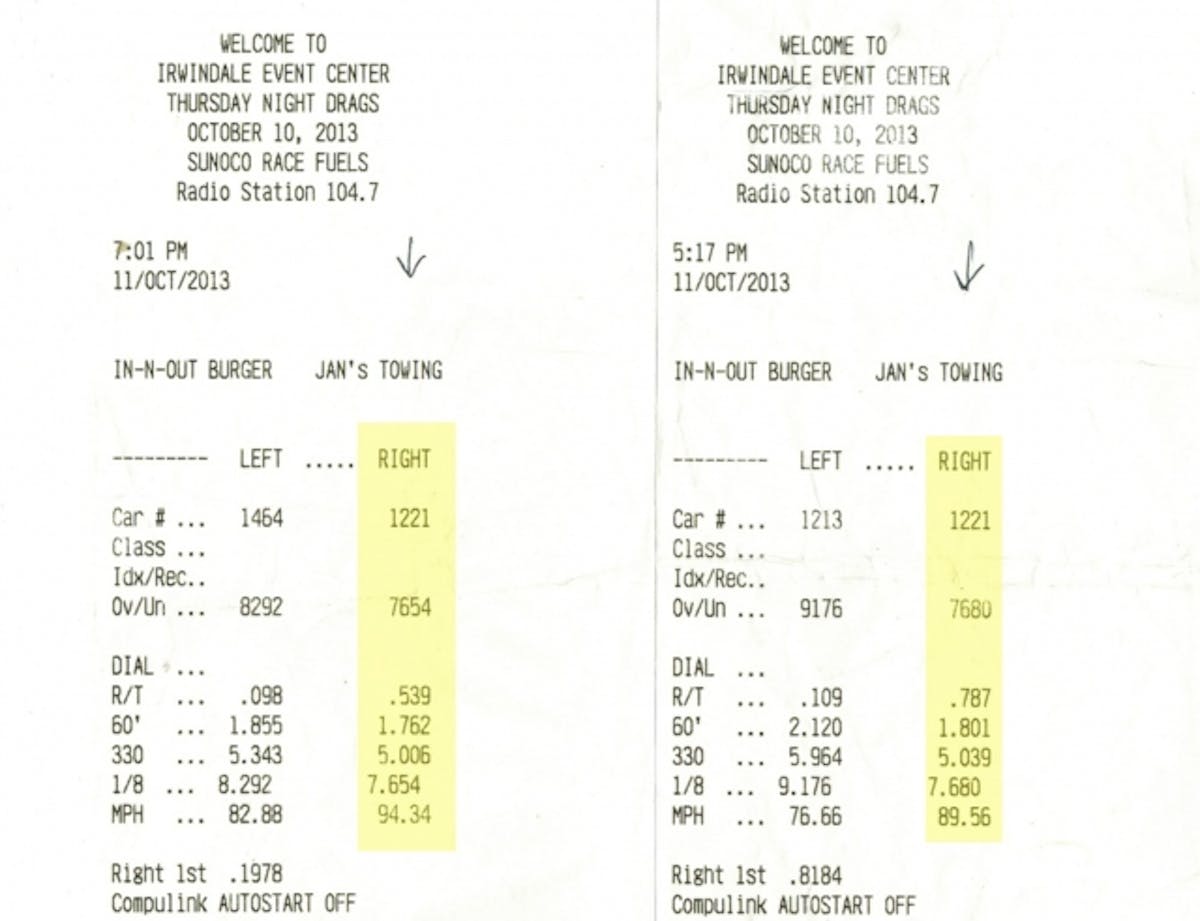 WELCOME TO
IRWINDALE EVENT CENTER
THURSDAY NIGHT DRAGS
OCTOBER 10, 2013
SUNOCO RACE FUELS
Radio Station 104.7
7:01 PM
11/OCT/2013
IN-N-OUT BURGER JAN's TOWING
--------- LEFT ..... RIGHT
Car # ... 1464 1221
Class ...
Idx/Rec..
Ov/Un ... 8292 7654
DIAL ...
R/T ... .098 .539
60' ... 1.855 1.762
330 ... 5.343 5.006
1/8 ... 8.292 7.654
MPH ... 82.88 94.34
Right 1st .1978
Compulink AUTOSTART OFF
WELCOME TO
IRWINDALE EVENT CENTER
THURSDAY NIGHT DRAGS
OCTOBER 10, 2013
SUNOCO RACE FUELS
Radio Station 104.7
5:17 PM
11/OCT/2013
IN-N-OUT BURGER JAN's TOWING
--------- LEFT ..... RIGHT
Car # ... 1213 1221
Class ...
Idx/Rec..
Ov/Un ... 9176 7680
DIAL ...
R/T ... .109 .787
60' ... 2.120 1.801
330 ... 5.964 5.039
1/8 ... 9.176 7.680
MPH ... 76.66 89.56
Right 1st .8184
Compulink AUTOSTART OFF